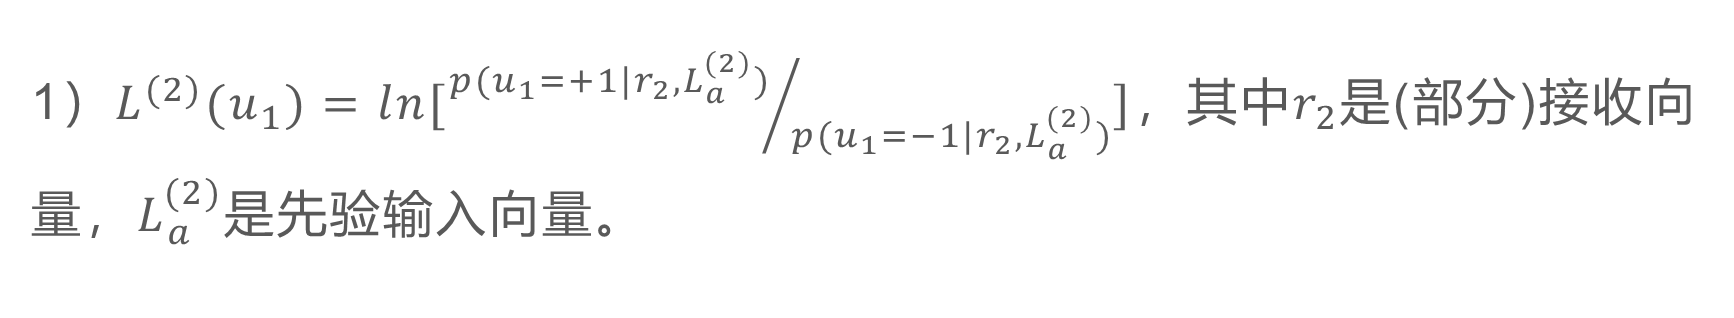 1）L^{(2)}(u_1) = ln[p(u_1=+1|r_2,L_a^{(2)})/p(u_1=-1|r_2,L_a^{(2)})]，其中r_2是(部分)接收向
量，L_a^{(2)}是先验输入向量。